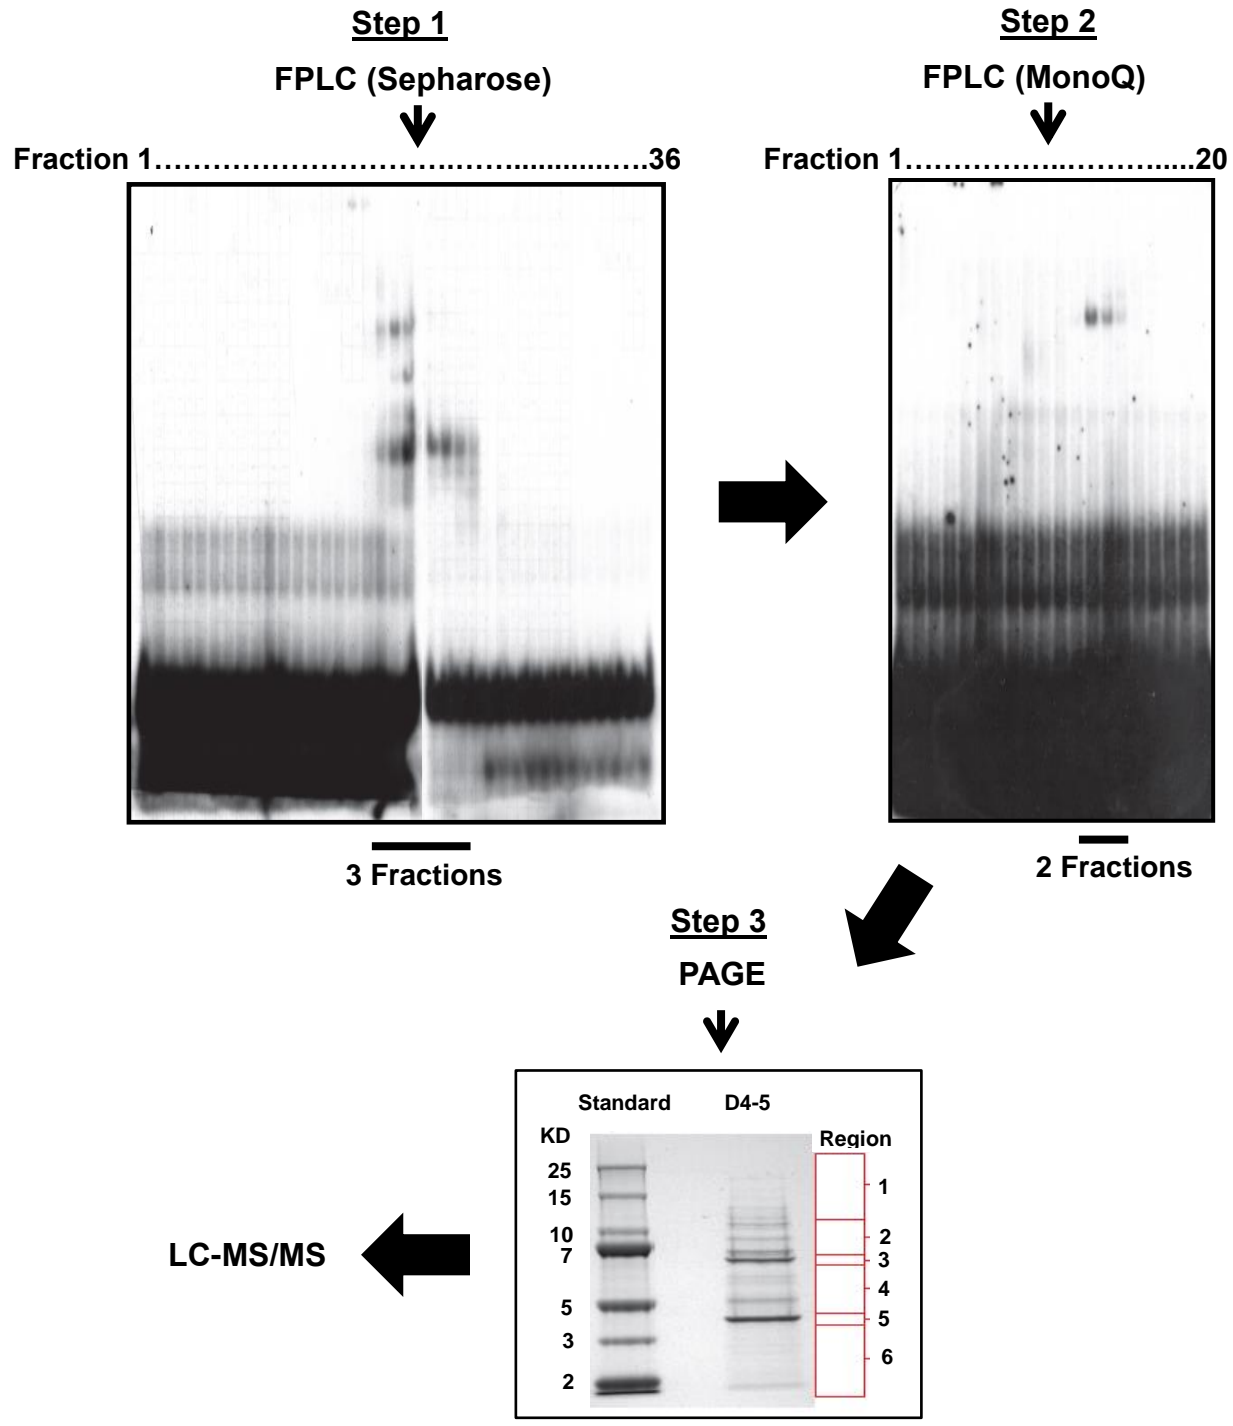 Step 1
FPLC (Sepharose)
Fraction 1.................................................36
3 Fractions
Step 2
FPLC (MonoQ)
Fraction 1..............................20
2 Fractions
Step 3
PAGE
Standard D4-5
KD
Region
25
15
10
7
5
3
2
1
2
3
4
5
6
LC-MS/MS